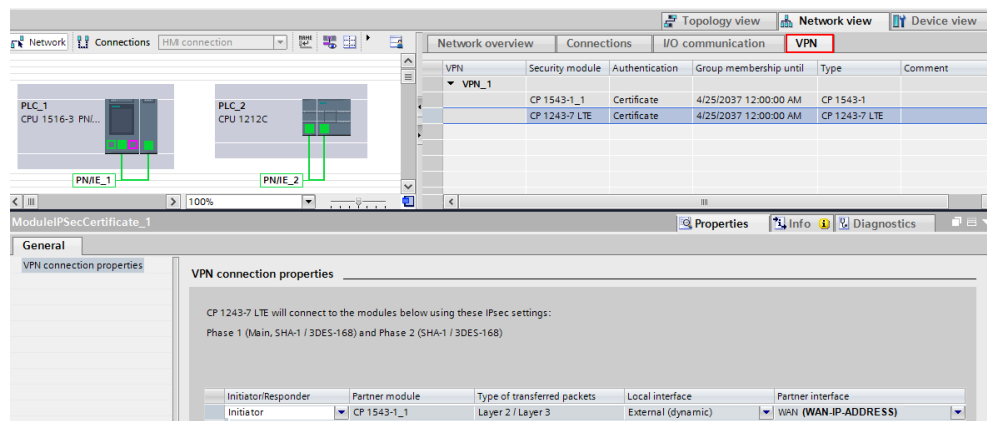 Topology view Network view Device view
Network Connections HMI connection
Network overview Connections I/O communication VPN
VPN Security module Authentication Group membership until Type Comment
VPN_1
CP 1543-1_1 Certificate 4/25/2037 12:00:00 AM CP 1543-1
CP 1243-7 LTE Certificate 4/25/2037 12:00:00 AM CP 1243-7 LTE
PLC_1
CPU 1516-3 PN/...
PLC_2
CPU 1212C
PN/IE_1
PN/IE_2
100%
ModuleIPSecCertificate_1
Properties Info Diagnostics
General
VPN connection properties
VPN connection properties
CP 1243-7 LTE will connect to the modules below using these IPsec settings:
Phase 1 (Main, SHA-1 / 3DES-168) and Phase 2 (SHA-1 / 3DES-168)
Initiator/Responder Partner module Type of transferred packets Local interface Partner interface
Initiator CP 1543-1_1 Layer 2 / Layer 3 External (dynamic) WAN (WAN-IP-ADDRESS)